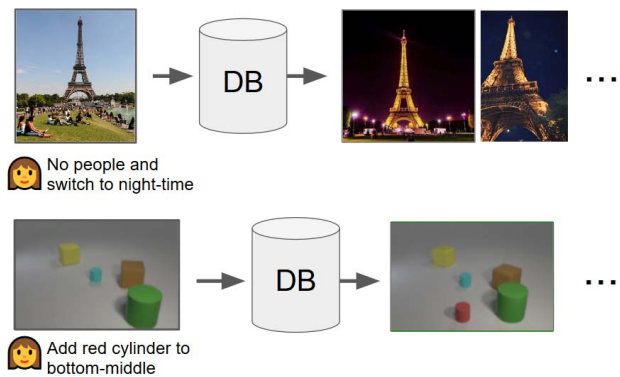 DB
...
No people and
switch to night-time
DB
...
Add red cylinder to
bottom-middle